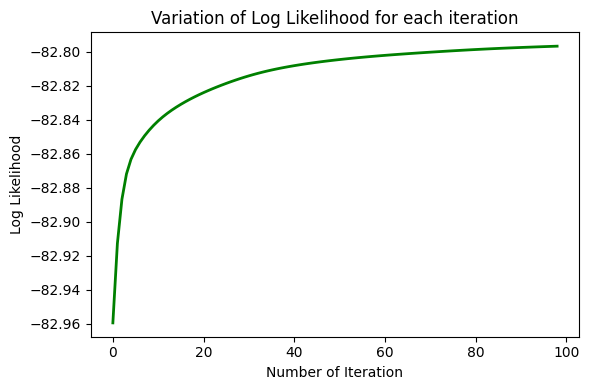 Variation of Log Likelihood for each iteration
−82.80
−82.82
−82.84
−82.86
−82.88
−82.90
−82.92
−82.94
−82.96
Log Likelihood
0 20 40 60 80 100
Number of Iteration